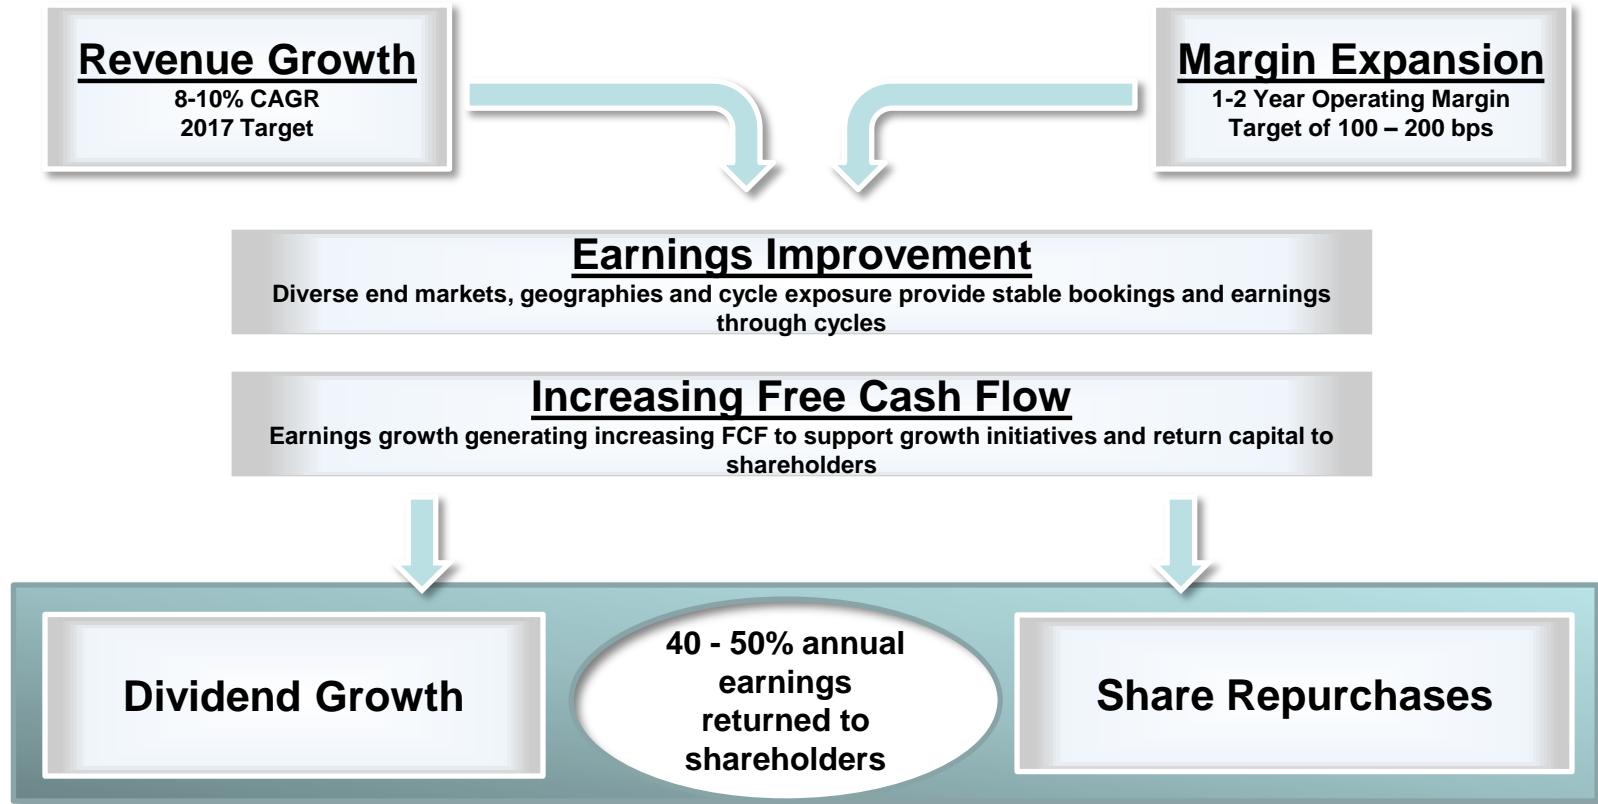 Revenue Growth
8-10% CAGR
2017 Target
Margin Expansion
1-2 Year Operating Margin
Target of 100 – 200 bps
Earnings Improvement
Diverse end markets, geographies and cycle exposure provide stable bookings and earnings
through cycles
Increasing Free Cash Flow
Earnings growth generating increasing FCF to support growth initiatives and return capital to
shareholders
Dividend Growth
40 - 50% annual
earnings
returned to
shareholders
Share Repurchases